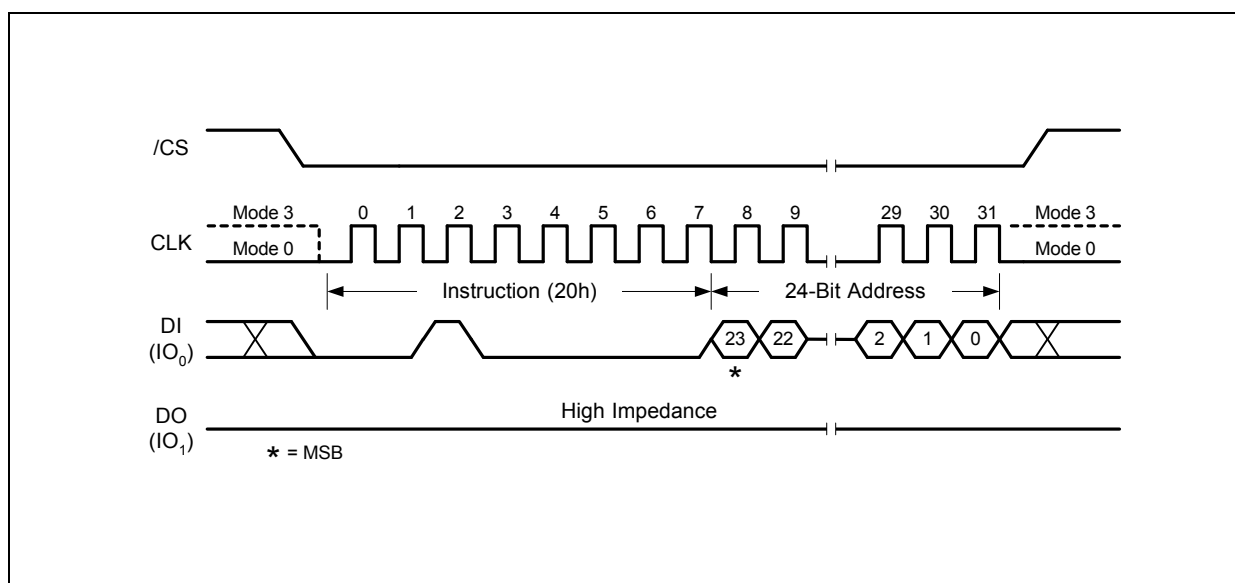 /CS
Mode 3 0 1 2 3 4 5 6 7 8 9 29 30 31 Mode 3
CLK
Mode 0 Mode 0
Instruction (20h) 24-Bit Address
DI
(IO₀) 23 22 2 1 0
*
DO High Impedance
(IO₁)
* = MSB